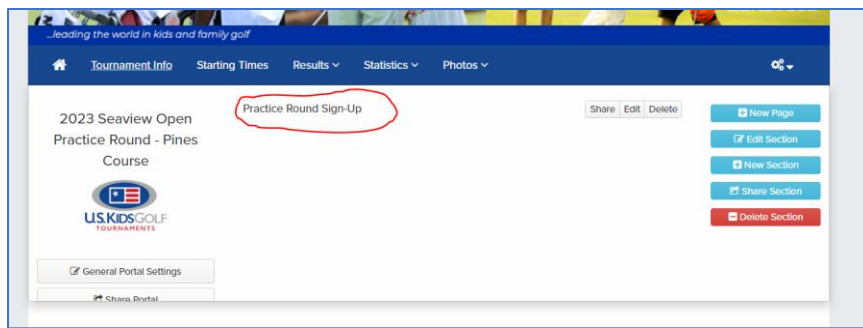 ...leading the world in kids and family golf
Tournament Info Starting Times Results Statistics Photos
Practice Round Sign-Up
Share Edit Delete
2023 Seaview Open
Practice Round - Pines
Course
U.S.KIDSGOLF
TOURNAMENTS
General Portal Settings
Share Portal
New Page
Edit Section
New Section
Share Section
Delete Section